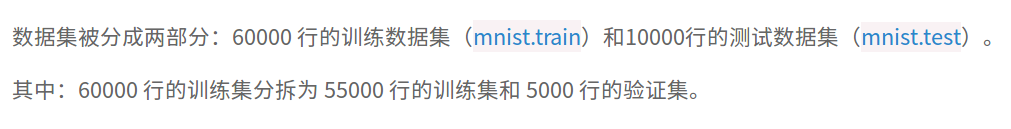 数据集被分成两部分：60000 行的训练数据集（mnist.train）和10000行的测试数据集（mnist.test）。
其中：60000 行的训练集分拆为 55000 行的训练集和 5000 行的验证集。